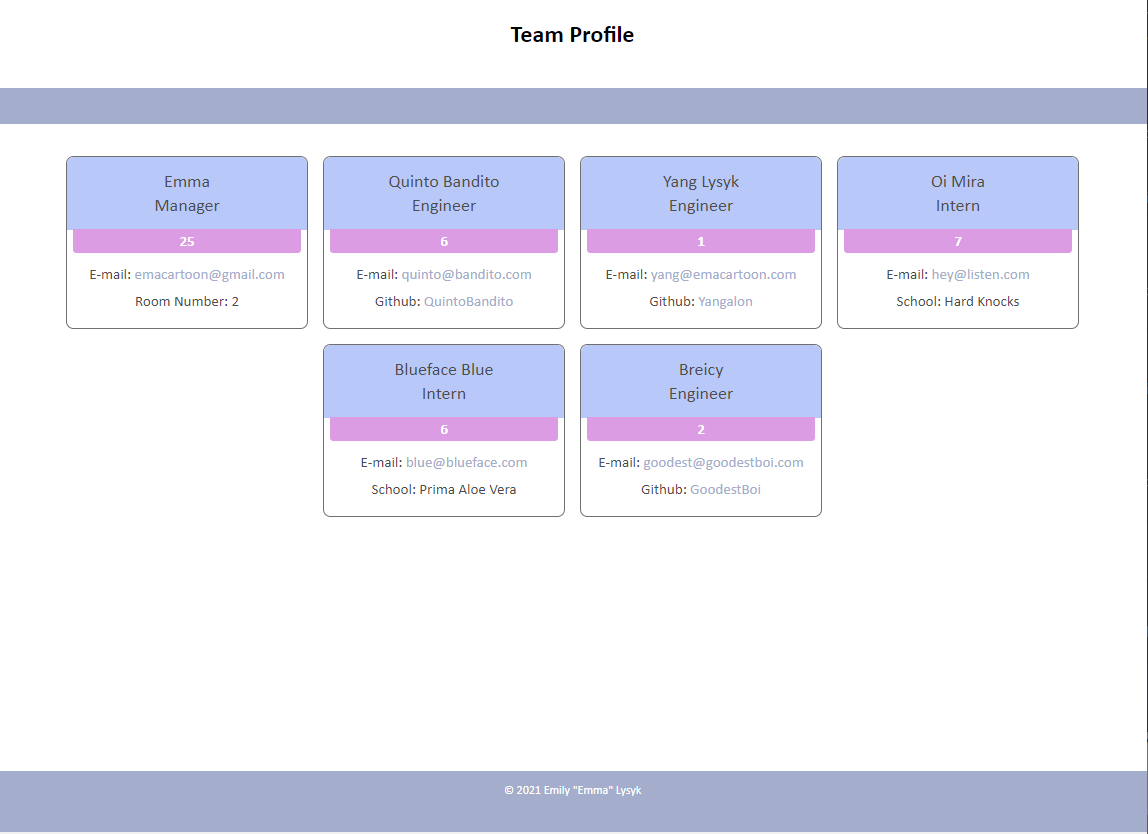 Team Profile
Emma
Manager
25
E-mail: emacartoon@gmail.com
Room Number: 2
Quinto Bandito
Engineer
6
E-mail: quinto@bandito.com
Github: QuintoBandito
Yang Lysyk
Engineer
1
E-mail: yang@emacartoon.com
Github: Yangalon
Oi Mira
Intern
7
E-mail: hey@listen.com
School: Hard Knocks
Blueface Blue
Intern
6
E-mail: blue@blueface.com
School: Prima Aloe Vera
Breicy
Engineer
2
E-mail: goodest@goodestboi.com
Github: GoodestBoi
© 2021 Emily "Emma" Lysyk